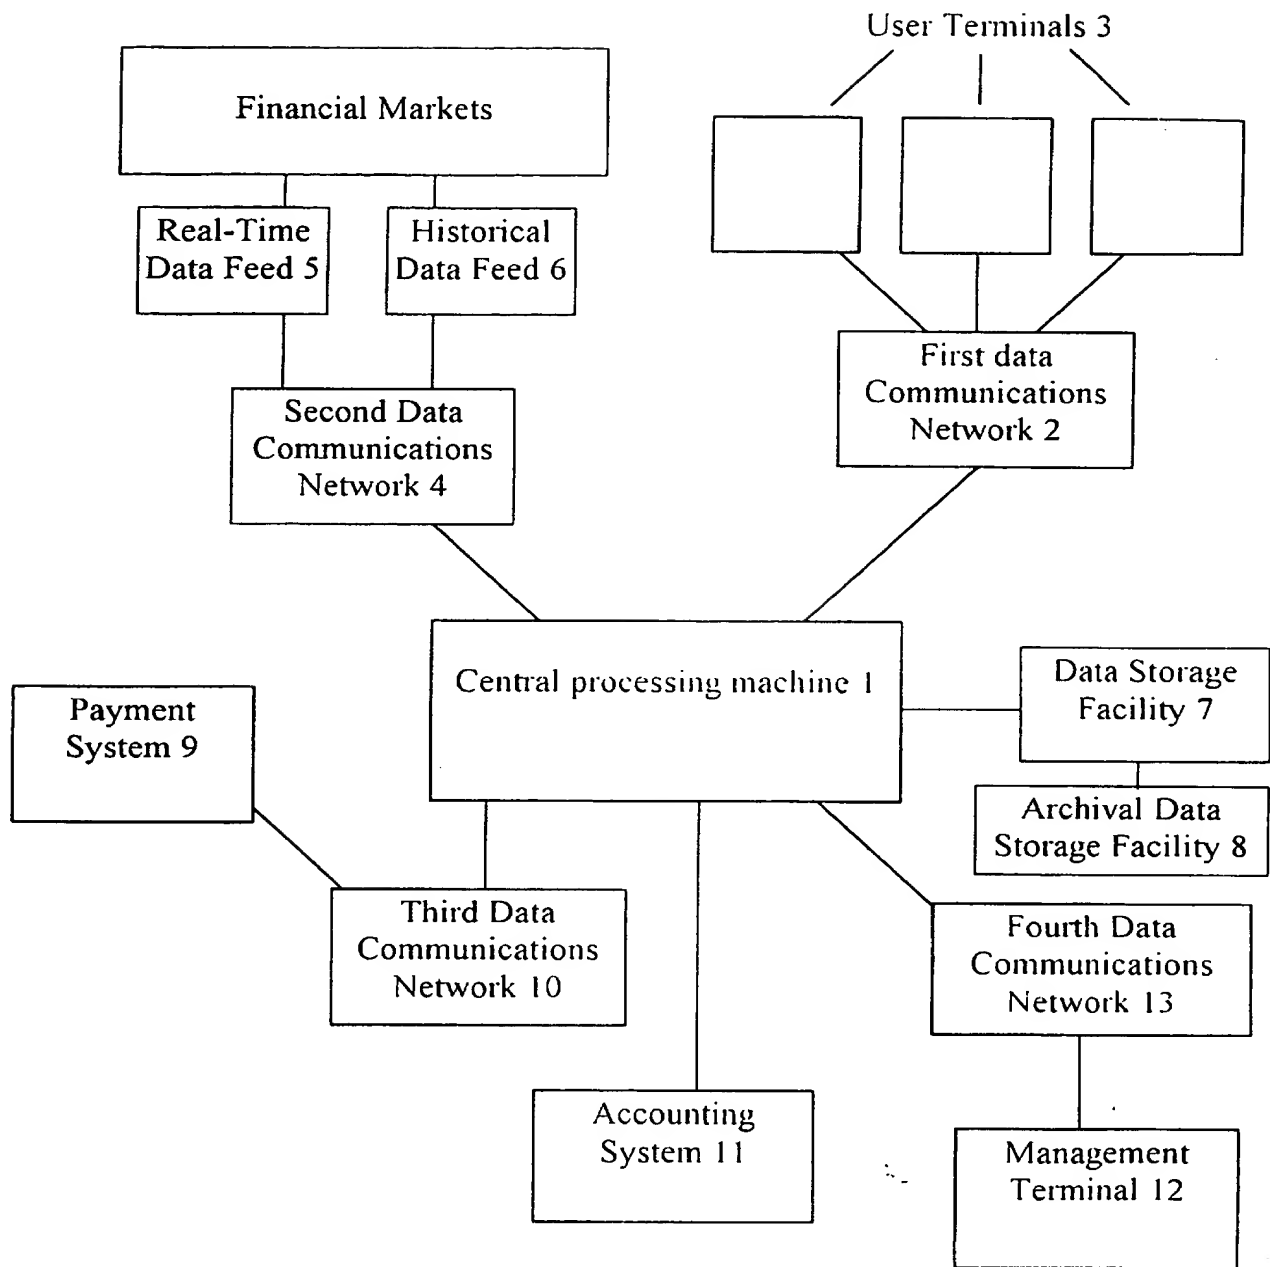 User Terminals 3
Financial Markets
Real-Time
Data Feed 5
Historical
Data Feed 6
First data
Communications
Network 2
Second Data
Communications
Network 4
Central processing machine 1
Data Storage
Facility 7
Payment
System 9
Archival Data
Storage Facility 8
Third Data
Communications
Network 10
Fourth Data
Communications
Network 13
Accounting
System 11
Management
Terminal 12